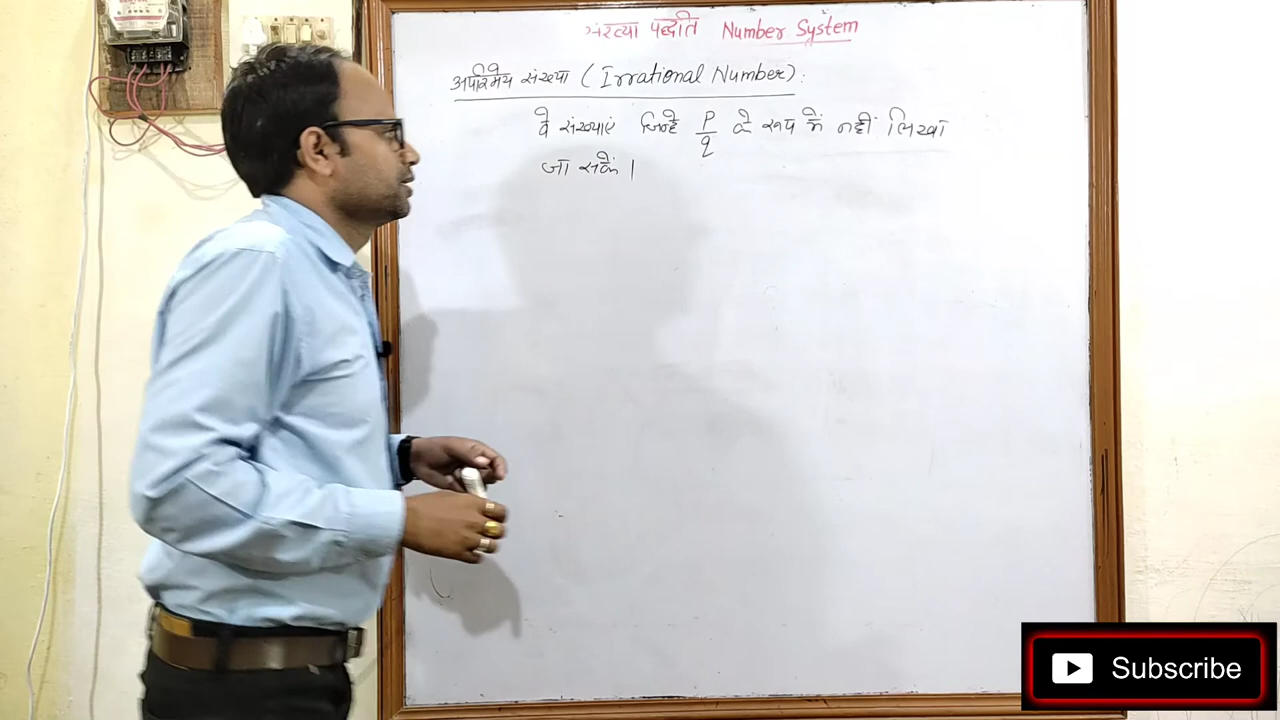 संख्या पद्धति Number System
अपरिमेय संख्या ( Irrational Number) :
वे संख्याएं जिन्हे P/q के रूप में नहीं लिखा
जा सकें ।
Subscribe